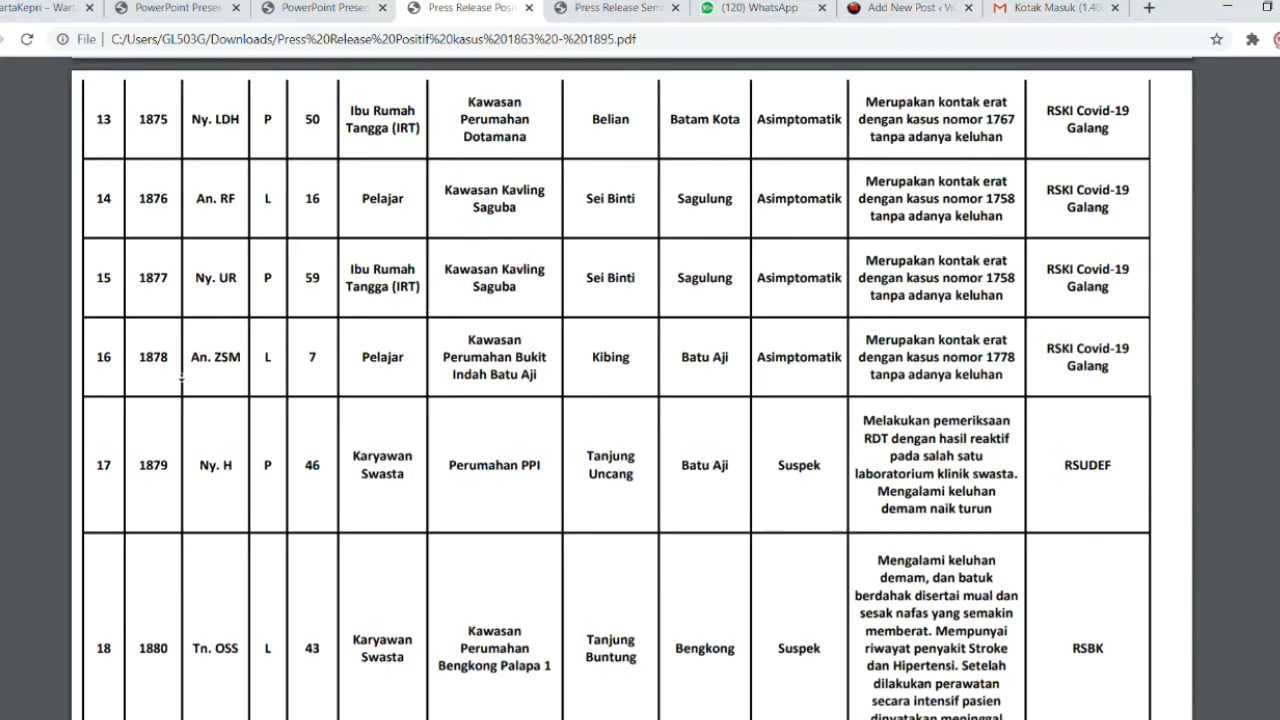 artaKepri – Wart
PowerPoint Presen
PowerPoint Presen
Press Release Posi
Press Release Sem
(120) WhatsApp
Add New Post ‹ W
Kotak Masuk (1.40
File | C:/Users/GL503G/Downloads/Press%20Release%20Positif%20kasus%201863%20-%201895.pdf
13 1875 Ny. LDH P 50 Ibu Rumah Tangga (IRT) Kawasan Perumahan Dotamana Belian Batam Kota Asimptomatik Merupakan kontak erat dengan kasus nomor 1767 tanpa adanya keluhan RSKI Covid-19 Galang
14 1876 An. RF L 16 Pelajar Kawasan Kavling Saguba Sei Binti Sagulung Asimptomatik Merupakan kontak erat dengan kasus nomor 1758 tanpa adanya keluhan RSKI Covid-19 Galang
15 1877 Ny. UR P 59 Ibu Rumah Tangga (IRT) Kawasan Kavling Saguba Sei Binti Sagulung Asimptomatik Merupakan kontak erat dengan kasus nomor 1758 tanpa adanya keluhan RSKI Covid-19 Galang
16 1878 An. ZSM L 7 Pelajar Kawasan Perumahan Bukit Indah Batu Aji Kibing Batu Aji Asimptomatik Merupakan kontak erat dengan kasus nomor 1778 tanpa adanya keluhan RSKI Covid-19 Galang
17 1879 Ny. H P 46 Karyawan Swasta Perumahan PPI Tanjung Uncang Batu Aji Suspek Melakukan pemeriksaan RDT dengan hasil reaktif pada salah satu laboratorium klinik swasta. Mengalami keluhan demam naik turun RSUDEF
18 1880 Tn. OSS L 43 Karyawan Swasta Kawasan Perumahan Bengkong Palapa 1 Tanjung Buntung Bengkong Suspek Mengalami keluhan demam, dan batuk berdahak disertai mual dan sesak nafas yang semakin memberat. Mempunyai riwayat penyakit Stroke dan Hipertensi. Setelah dilakukan perawatan secara intensif pasien dinyatakan meninggal RSBK